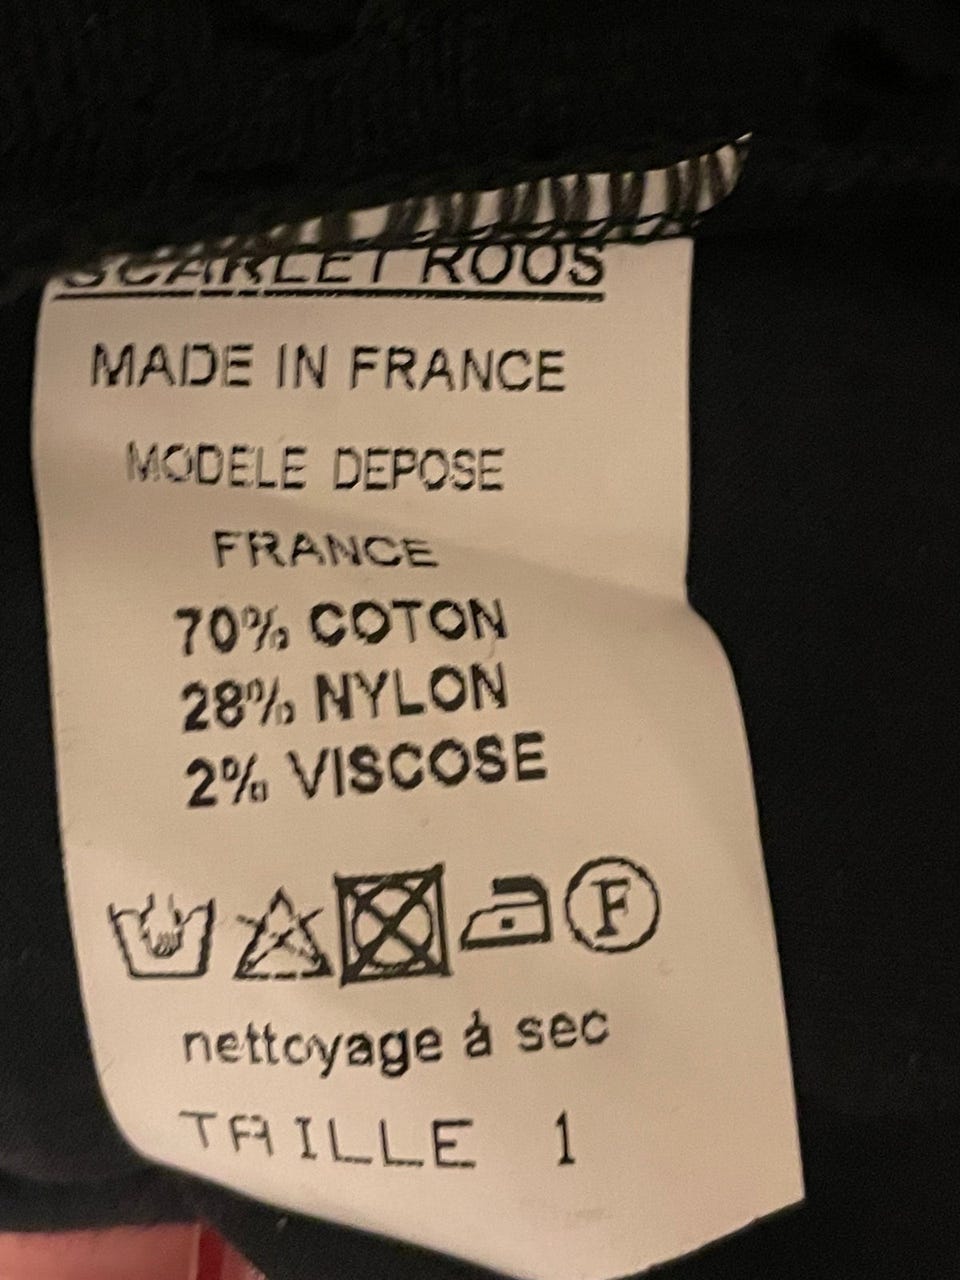 SCARLET ROOS
MADE IN FRANCE
MODELE DEPOSE
FRANCE
70% COTON
28% NYLON
2% VISCOSE
F
nettoyage à sec
TAILLE 1